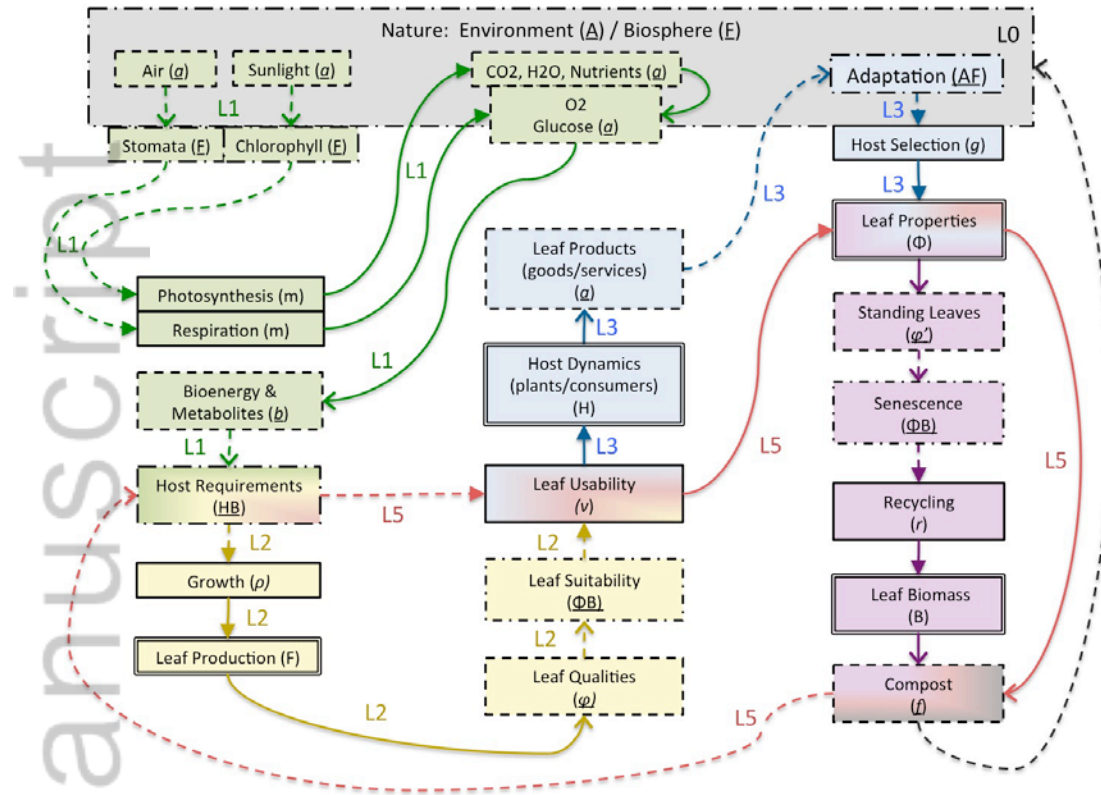 Nature: Environment (A) / Biosphere (F)
L0
Air (a)
Sunlight (a)
CO2, H2O, Nutrients (a)
Adaptation (AF)
L1
O2
Glucose (a)
L3
Stomata (F)
Chlorophyll (F)
Host Selection (g)
L1
L3
L3
Leaf Properties
(Φ)
L1
Leaf Products
(goods/services)
(a)
Photosynthesis (m)
Standing Leaves
(φ')
Respiration (m)
L3
L1
Host Dynamics
(plants/consumers)
(H)
Bioenergy &
Metabolites (b)
Senescence
(ΦB)
L1
L3
L5
L5
Host Requirements
(HB)
L5
Leaf Usability
(v)
Recycling
(r)
L2
L2
Growth (ρ)
Leaf Suitability
(ΦB)
Leaf Biomass
(B)
L2
L2
Leaf Production (F)
Leaf Qualities
(φ)
Compost
(f)
L2
L5
anuscript